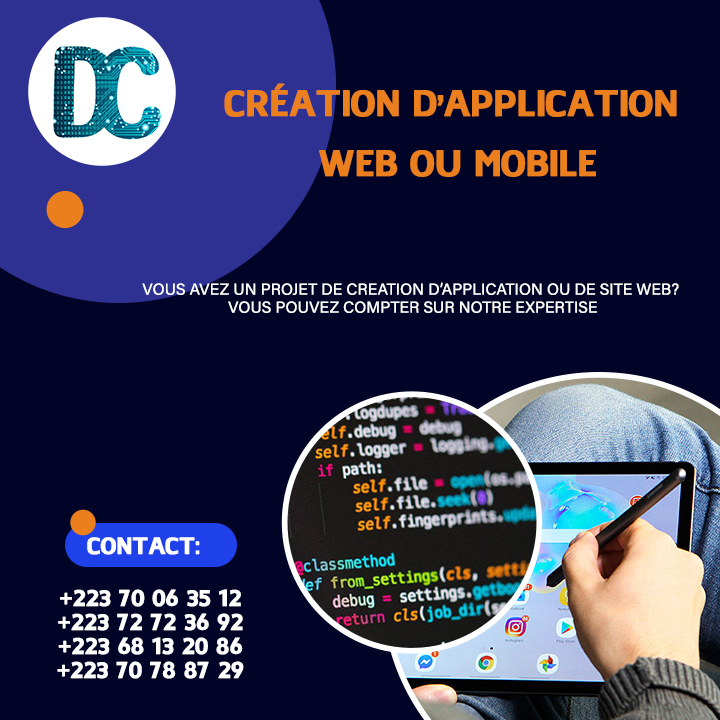 DC
CRÉATION D'APPLICATION
WEB OU MOBILE
VOUS AVEZ UN PROJET DE CREATION D'APPLICATION OU DE SITE WEB?
VOUS POUVEZ COMPTER SUR NOTRE EXPERTISE
.logdupes =
self.debug = debug
self.logger = logging.
if path:
self.file = open(os.
self.file.seek(0)
self.fingerprints.
@classmethod
def from_settings(cls,
debug = settings.
return cls(job_dir(
CONTACT:
+223 70 06 35 12
+223 72 72 36 92
+223 68 13 20 86
+223 70 78 87 29